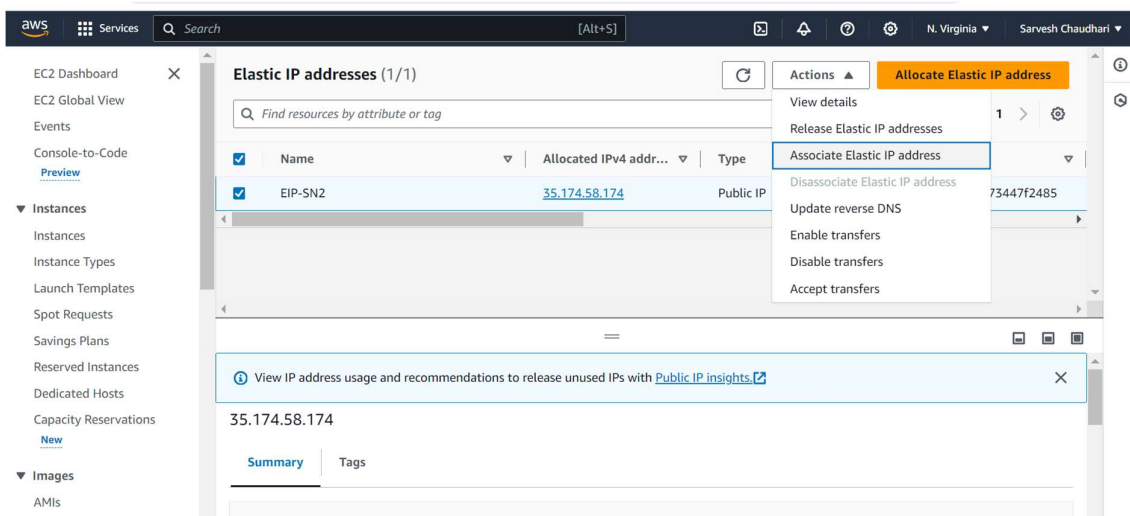 aws
Services
Search
[Alt+S]
N. Virginia
Sarvesh Chaudhari
EC2 Dashboard
EC2 Global View
Events
Console-to-Code
Preview
Instances
Instances
Instance Types
Launch Templates
Spot Requests
Savings Plans
Reserved Instances
Dedicated Hosts
Capacity Reservations
New
Images
AMIs
Elastic IP addresses (1/1)
Actions
Allocate Elastic IP address
Find resources by attribute or tag
1
View details
Release Elastic IP addresses
Associate Elastic IP address
Disassociate Elastic IP address
Update reverse DNS
Enable transfers
Disable transfers
Accept transfers
Name
Allocated IPv4 addr...
Type
EIP-SN2
35.174.58.174
Public IP
73447f2485
View IP address usage and recommendations to release unused IPs with Public IP insights.
35.174.58.174
Summary
Tags